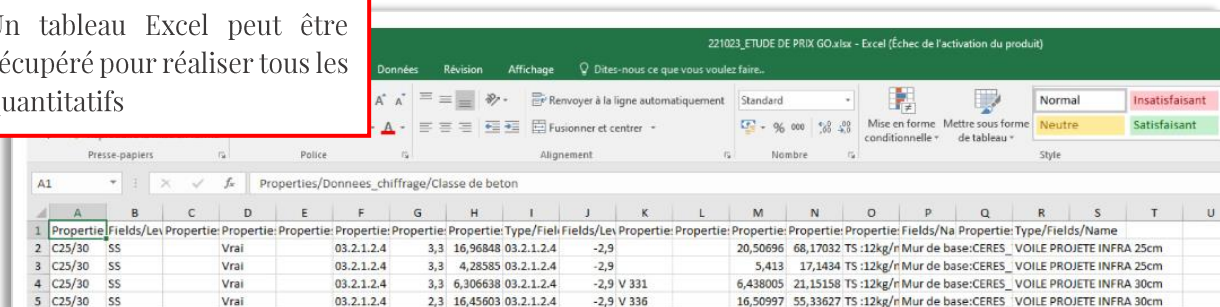 Un tableau Excel peut être
récupéré pour réaliser tous les
quantitatifs
221023_ETUDE DE PRIX GO.xlsx - Excel (Échec de l'activation du produit)
Données Révision Affichage Dites-nous ce que vous voulez faire..
Renvoyer à la ligne automatiquement Standard
Fusionner et centrer
% 000
Mise en forme conditionnelle
Mettre sous forme de tableau
Normal Insatisfaisant
Neutre Satisfaisant
Presse-papiers Police Alignement Nombre Style
A1 fx Properties/Donnees_chiffrage/Classe de beton
A B C D E F G H I J K L M N O P Q R S T U
1 Propertie Fields/Lev Propertie: Propertie: Propertie: Propertie: Propertie: Propertie: Type/Field Fields/Lev Propertie: Propertie: Propertie: Propertie: Propertie: Fields/Na Propertie: Type/Fields/Name
2 C25/30 SS Vrai 03.2.1.2.4 3,3 16,96848 03.2.1.2.4 -2,9 20,50696 68,17032 TS :12kg/r Mur de base:CERES_ VOILE PROJETE INFRA 25cm
3 C25/30 SS Vrai 03.2.1.2.4 3,3 4,28585 03.2.1.2.4 -2,9 5,413 17,1434 TS :12kg/r Mur de base:CERES_ VOILE PROJETE INFRA 25cm
4 C25/30 SS Vrai 03.2.1.2.4 3,3 6,306638 03.2.1.2.4 -2,9 V 331 6,438005 21,15158 TS :12kg/r Mur de base:CERES_ VOILE PROJETE INFRA 30cm
5 C25/30 SS Vrai 03.2.1.2.4 2,3 16,45603 03.2.1.2.4 -2,9 V 336 16,50997 55,33627 TS :12kg/r Mur de base:CERES_ VOILE PROJETE INFRA 30cm